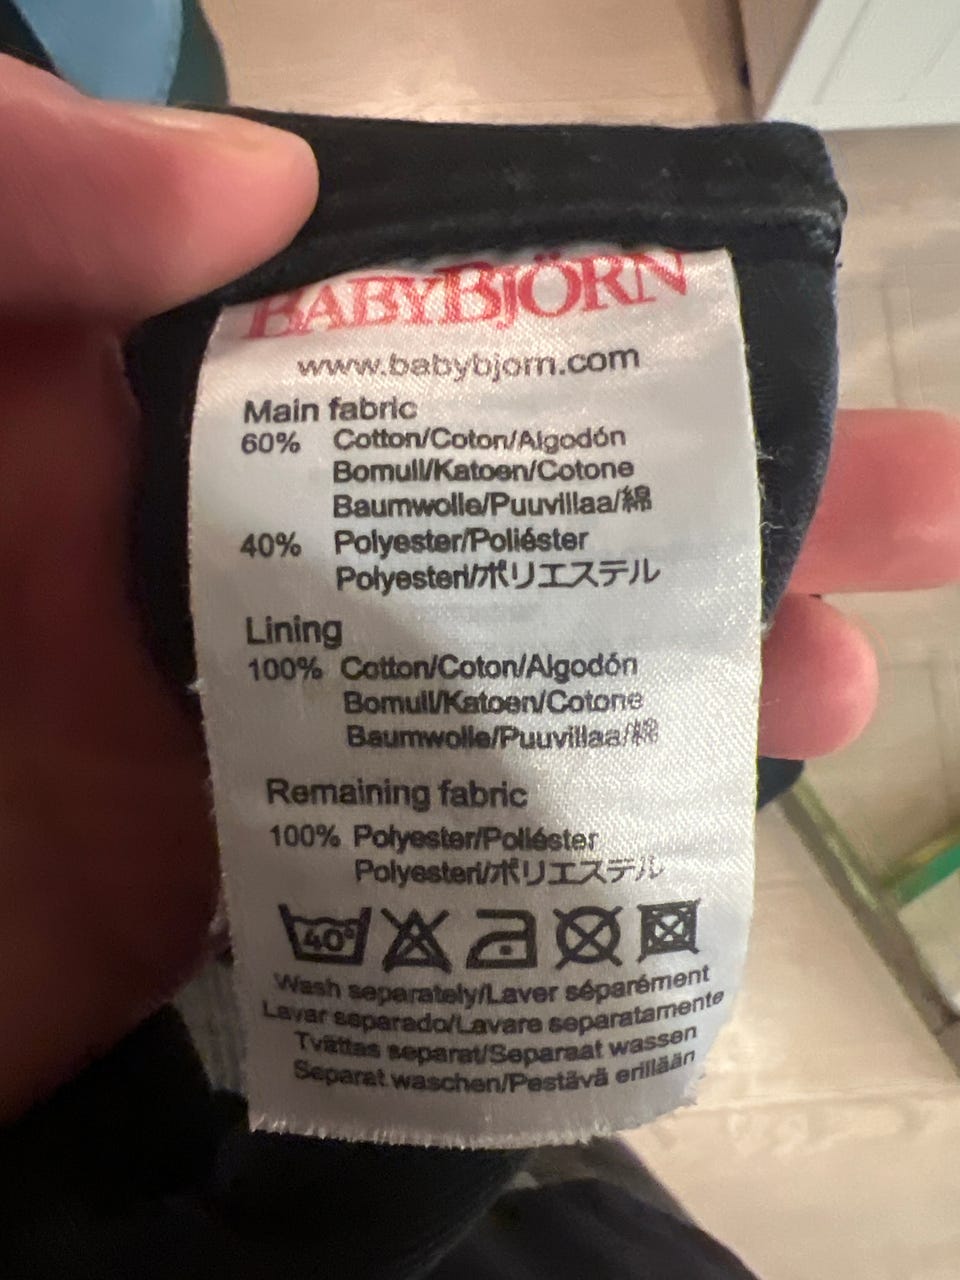 BABYBJÖRN
www.babybjorn.com
Main fabric
60% Cotton/Coton/Algodón
Bomull/Katoen/Cotone
Baumwolle/Puuvillaa/綿
40% Polyester/Poliéster
Polyesteri/ポリエステル
Lining
100% Cotton/Coton/Algodón
Bomull/Katoen/Cotone
Baumwolle/Puuvillaa/綿
Remaining fabric
100% Polyester/Poliéster
Polyesteri/ポリエステル
40°
Wash separately/Laver séparément
Lavar separado/Lavare separatamente
Tvättas separat/Separaat wassen
Separat waschen/Pestävä erillään